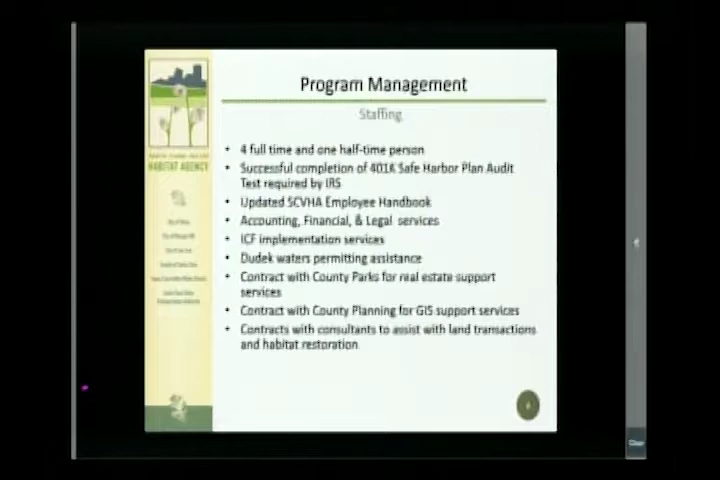 Program Management
Staffing
HABITAT AGENCY
• 4 full time and one half-time person
• Successful completion of 401K Safe Harbor Plan Audit
Test required by IRS
• Updated SCVHA Employee Handbook
• Accounting, Financial, & Legal services
• ICF implementation services
• Dudek waters permitting assistance
• Contract with County Parks for real estate support
services
• Contract with County Planning for GIS support services
• Contracts with consultants to assist with land transactions
and habitat restoration